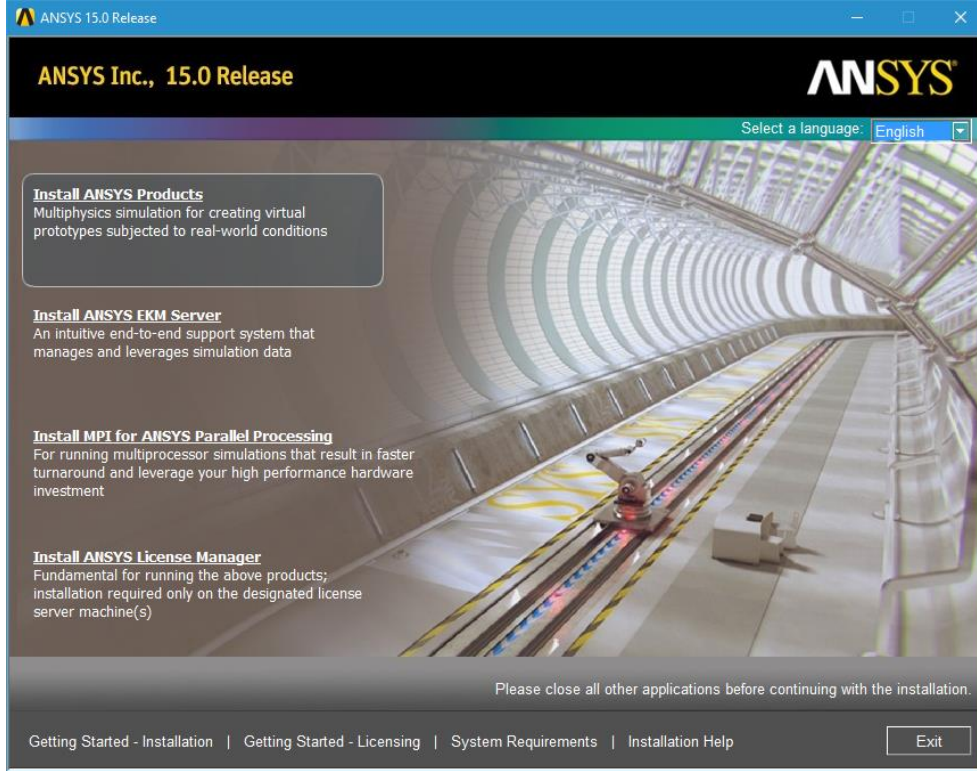 ANSYS 15.0 Release
ANSYS Inc., 15.0 Release
ANSYS
Select a language: English
Install ANSYS Products
Multiphysics simulation for creating virtual
prototypes subjected to real-world conditions
Install ANSYS EKM Server
An intuitive end-to-end support system that
manages and leverages simulation data
Install MPI for ANSYS Parallel Processing
For running multiprocessor simulations that result in faster
turnaround and leverage your high performance hardware
investment
Install ANSYS License Manager
Fundamental for running the above products;
installation required only on the designated license
server machine(s)
Please close all other applications before continuing with the installation.
Getting Started - Installation | Getting Started - Licensing | System Requirements | Installation Help
Exit